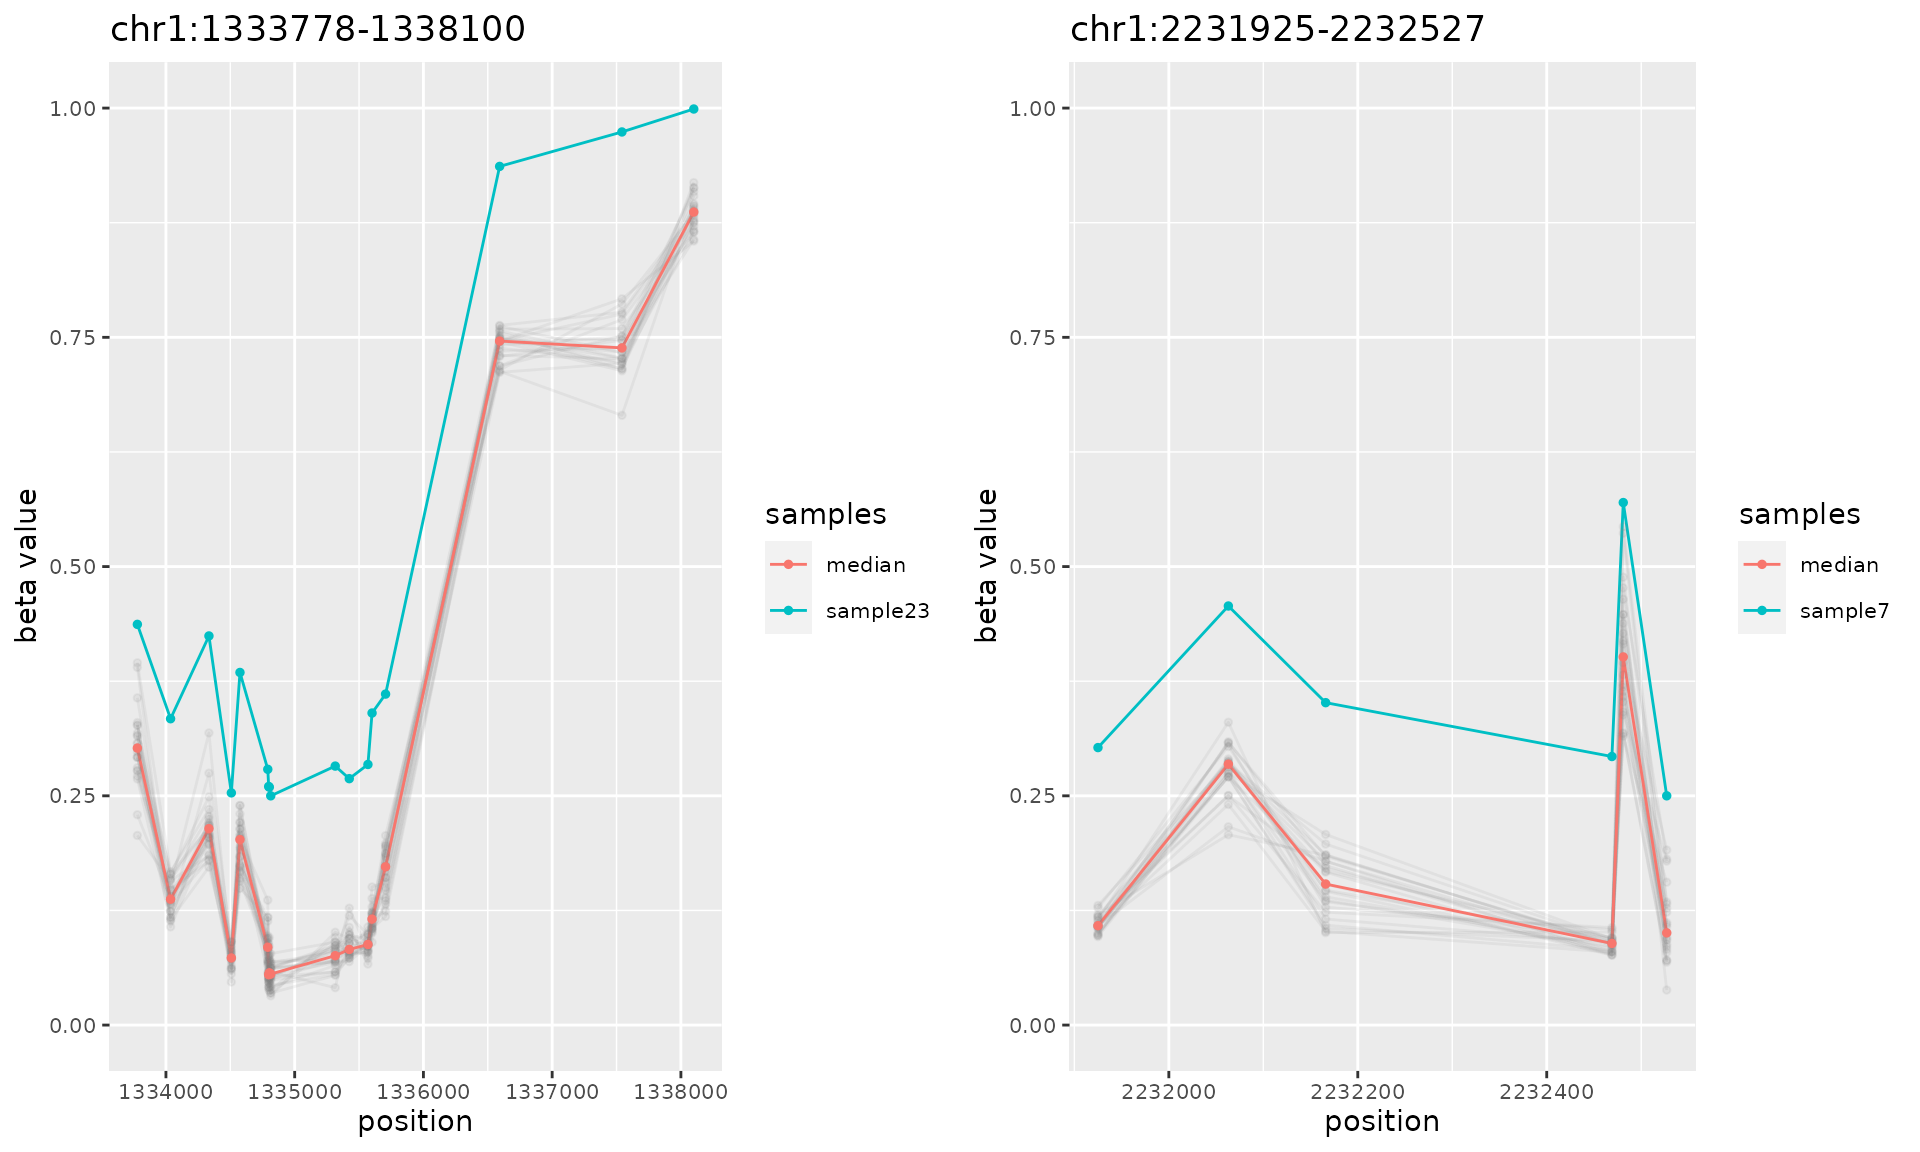 chr1:1333778-1338100
beta value
1.00
0.75
0.50
0.25
0.00
1334000 1335000 1336000 1337000 1338000
position
samples
median
sample23
chr1:2231925-2232527
beta value
1.00
0.75
0.50
0.25
0.00
2232000 2232200 2232400
position
samples
median
sample7